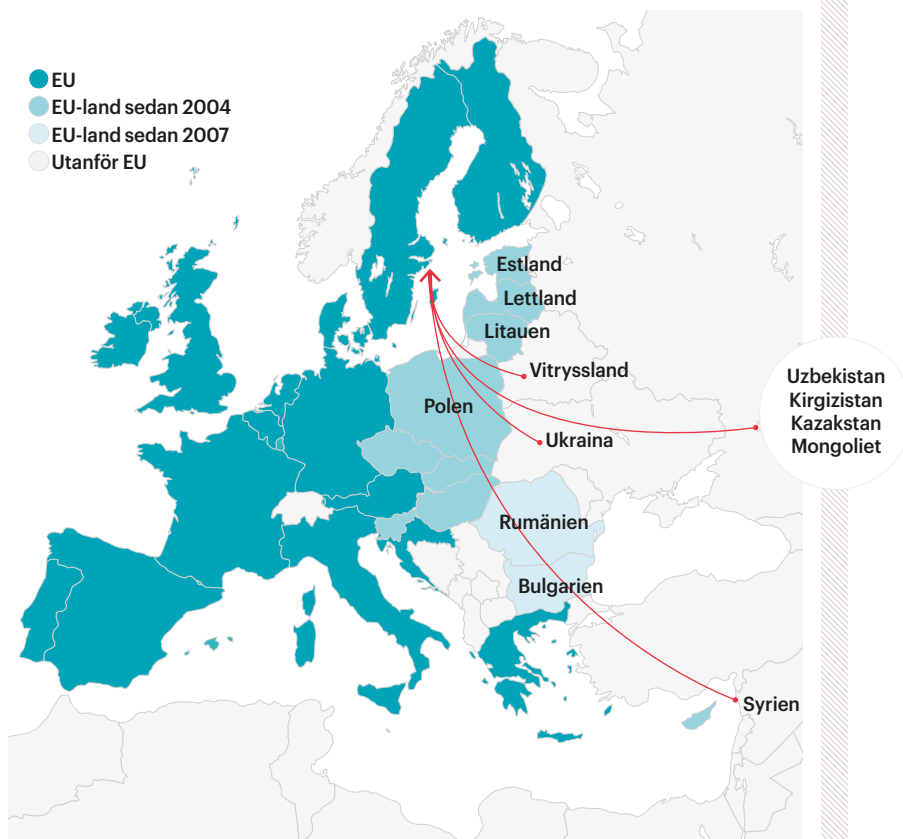 EU
EU-land sedan 2004
EU-land sedan 2007
Utanför EU
Estland
Lettland
Litauen
Vitryssland
Polen
Ukraina
Uzbekistan
Kirgizistan
Kazakstan
Mongoliet
Rumänien
Bulgarien
Syrien